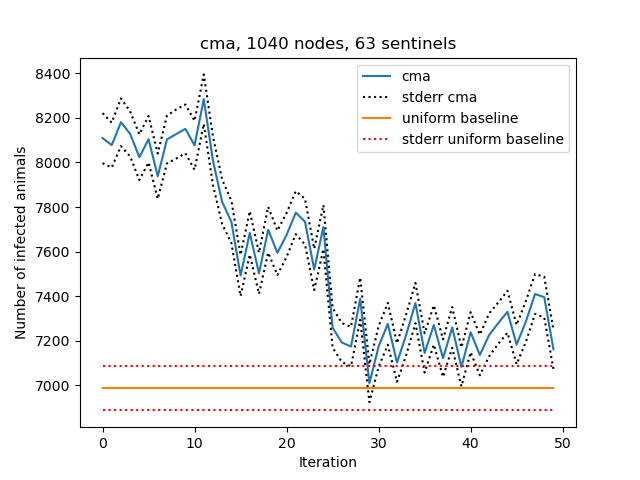 cma, 1040 nodes, 63 sentinels
cma
stderr cma
uniform baseline
stderr uniform baseline
Number of infected animals
8400
8200
8000
7800
7600
7400
7200
7000
0 10 20 30 40 50
Iteration